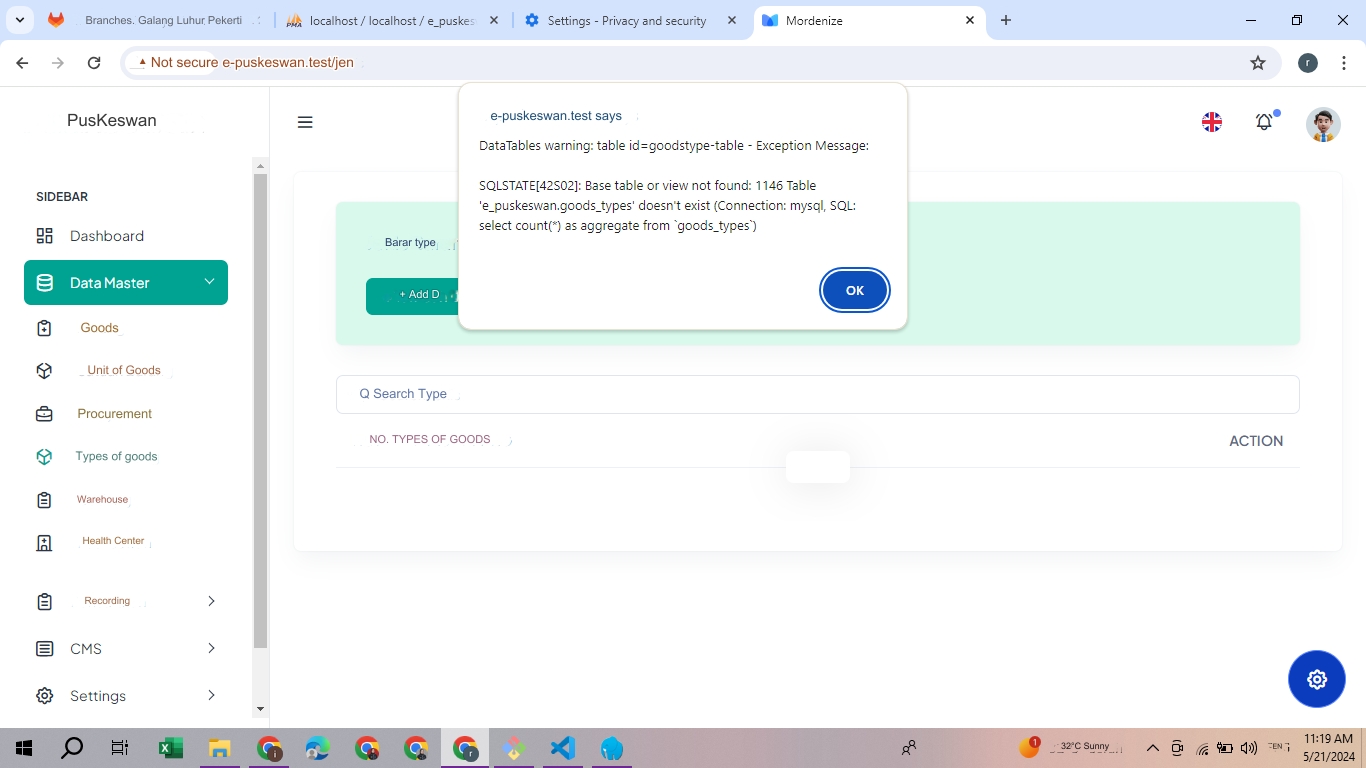 Branches. Galang Luhur Pekerti
localhost / localhost / e_puskes
Settings - Privacy and security
Mordenize
Not secure e-puskeswan.test/jen
r
PusKeswan
e-puskeswan.test says
DataTables warning: table id=goodstype-table - Exception Message:
SQLSTATE[42S02]: Base table or view not found: 1146 Table
'e_puskeswan.goods_types' doesn't exist (Connection: mysql, SQL:
select count(*) as aggregate from `goods_types`)
OK
SIDEBAR
Dashboard
Data Master
Goods
Unit of Goods
Procurement
Types of goods
Warehouse
Health Center
Recording
CMS
Settings
Barar type
+ Add D
Q Search Type
NO. TYPES OF GOODS
ACTION
1
32°C Sunny
11:19 AM
5/21/2024